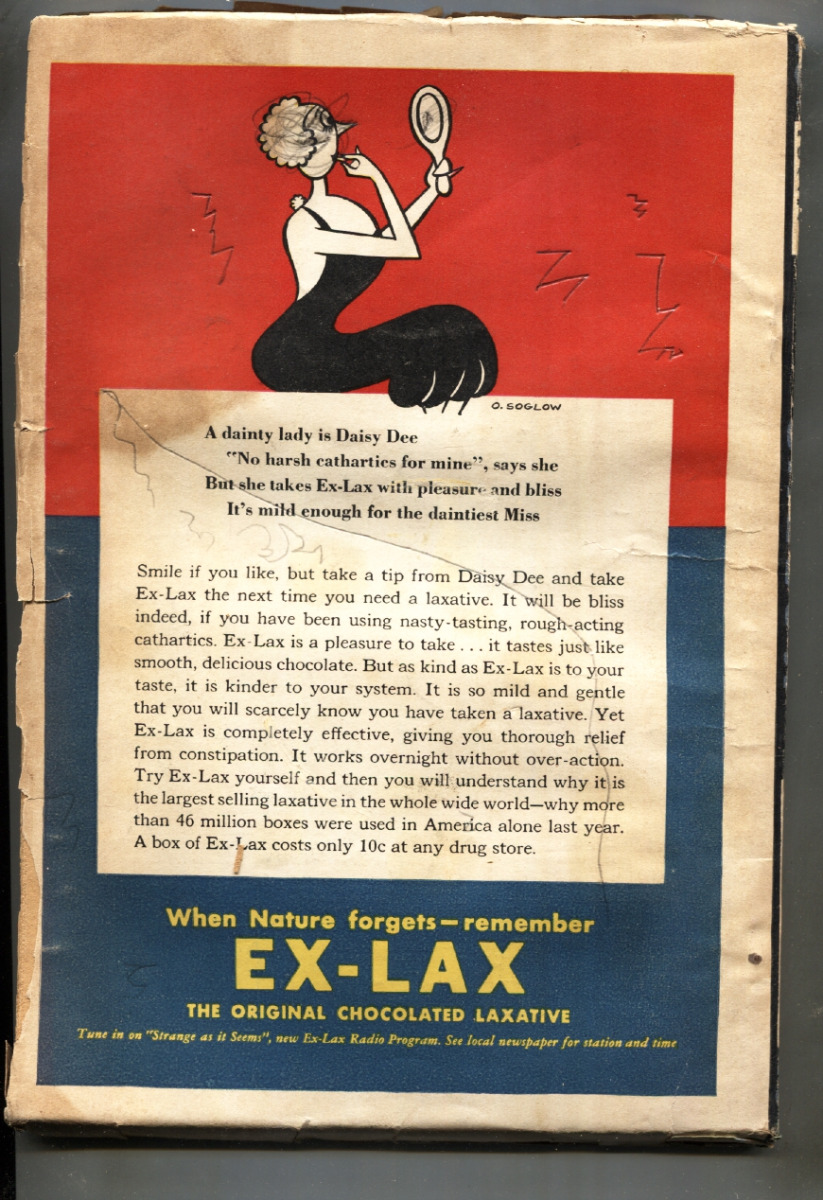 O. SOGLOW
A dainty lady is Daisy Dee
"No harsh cathartics for mine", says she
But she takes Ex-Lax with pleasure and bliss
It's mild enough for the daintiest Miss
Smile if you like, but take a tip from Daisy Dee and take
Ex-Lax the next time you need a laxative. It will be bliss
indeed, if you have been using nasty-tasting, rough-acting
cathartics. Ex-Lax is a pleasure to take . . . it tastes just like
smooth, delicious chocolate. But as kind as Ex-Lax is to your
taste, it is kinder to your system. It is so mild and gentle
that you will scarcely know you have taken a laxative. Yet
Ex-Lax is completely effective, giving you thorough relief
from constipation. It works overnight without over-action.
Try Ex-Lax yourself and then you will understand why it is
the largest selling laxative in the whole wide world—why more
than 46 million boxes were used in America alone last year.
A box of Ex-Lax costs only 10c at any drug store.
When Nature forgets—remember
EX-LAX
THE ORIGINAL CHOCOLATED LAXATIVE
Tune in on "Strange as it Seems", new Ex-Lax Radio Program. See local newspaper for station and time